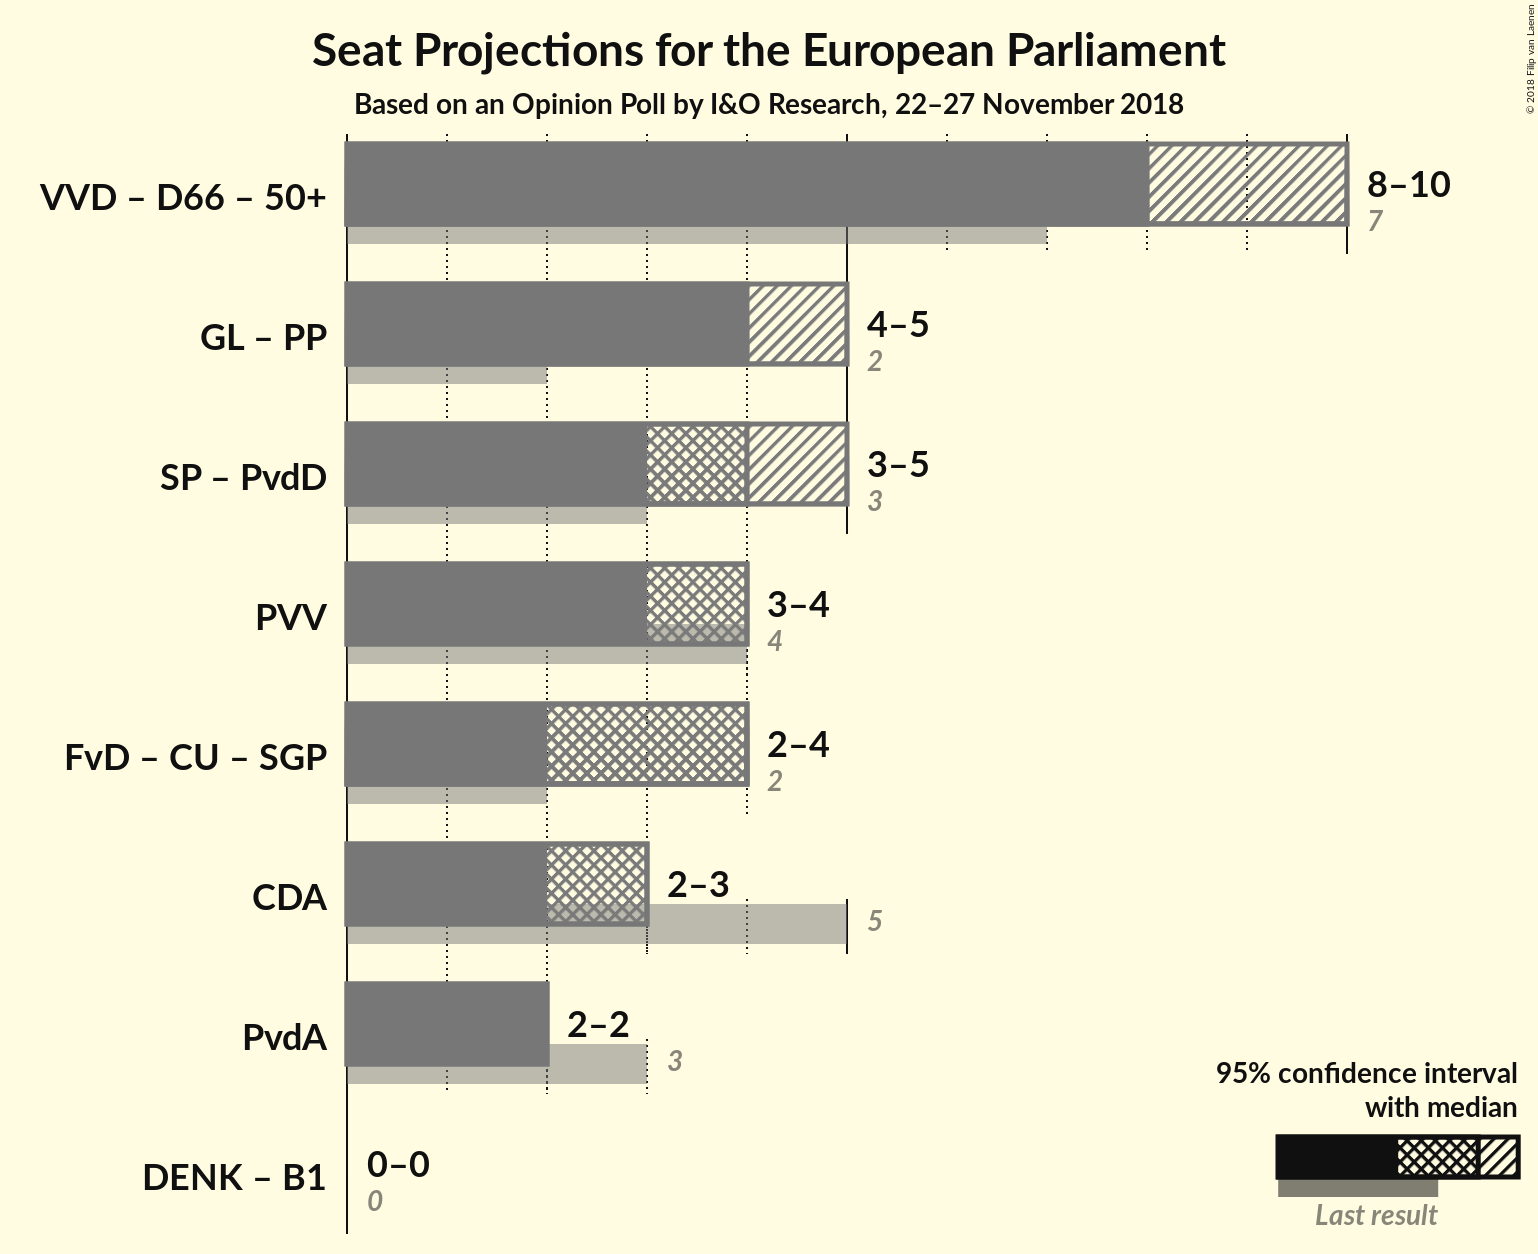 Seat Projections for the European Parliament
Based on an Opinion Poll by I&O Research, 22–27 November 2018
© 2018 Filip van Laenen
VVD – D66 – 50+
8–10
7
GL – PP
4–5
2
SP – PvdD
3–5
3
PVV
3–4
4
FvD – CU – SGP
2–4
2
CDA
2–3
5
PvdA
2–2
3
DENK – B1
0–0
0
95% confidence interval
with median
Last result